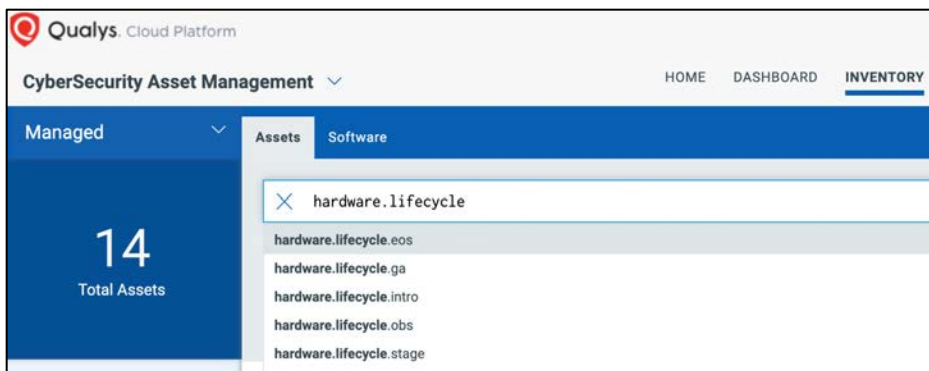 Qualys. Cloud Platform
CyberSecurity Asset Management
HOME DASHBOARD INVENTORY
Managed
Assets Software
hardware.lifecycle
14
Total Assets
hardware.lifecycle.eos
hardware.lifecycle.ga
hardware.lifecycle.intro
hardware.lifecycle.obs
hardware.lifecycle.stage